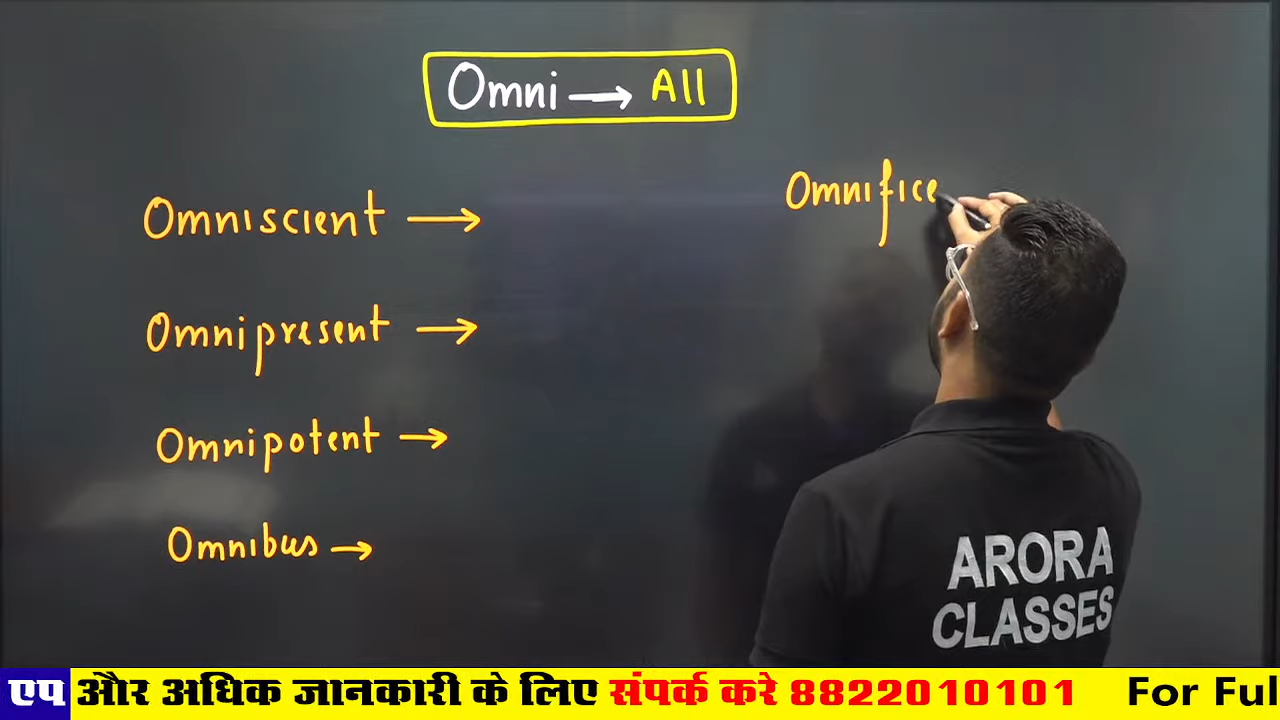 Omni → All
Omniscient →
Omnipresent →
Omnipotent →
Omnibus →
Omnifice
ARORA
CLASSES
एप और अधिक जानकारी के लिए संपर्क करे 8822010101 For Ful